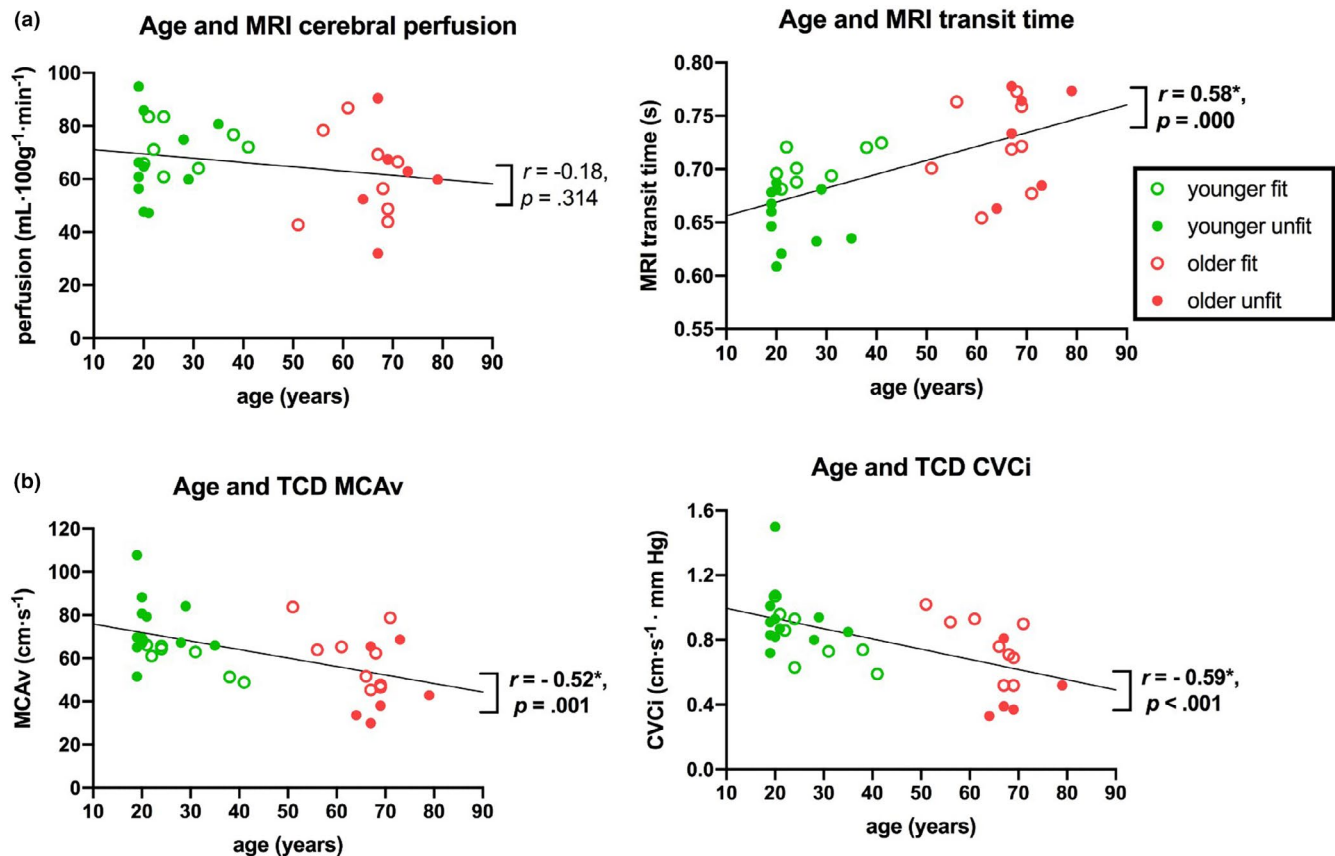 (a)
Age and MRI cerebral perfusion
perfusion (mL·100g⁻¹·min⁻¹)
100
80
60
40
20
0
10 20 30 40 50 60 70 80 90
age (years)
r = -0.18,
p = .314
Age and MRI transit time
MRI transit time (s)
0.80
0.75
0.70
0.65
0.60
0.55
10 20 30 40 50 60 70 80 90
age (years)
r = 0.58*,
p = .000
younger fit
younger unfit
older fit
older unfit
(b)
Age and TCD MCAv
MCAv (cm·s⁻¹)
120
100
80
60
40
20
0
10 20 30 40 50 60 70 80 90
age (years)
r = - 0.52*,
p = .001
Age and TCD CVCi
CVCi (cm·s⁻¹ · mm Hg)
1.6
1.2
0.8
0.4
0.0
10 20 30 40 50 60 70 80 90
age (years)
r = - 0.59*,
p < .001